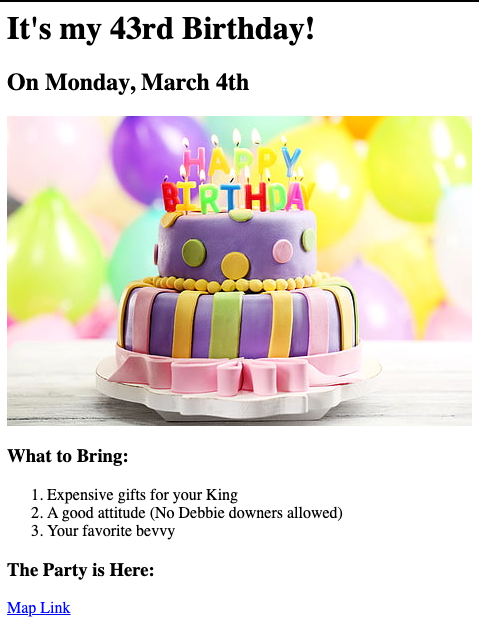 It's my 43rd Birthday!
On Monday, March 4th
HAPPY
BIRTHDAY
What to Bring:
1. Expensive gifts for your King
2. A good attitude (No Debbie downers allowed)
3. Your favorite bevvy
The Party is Here:
Map Link